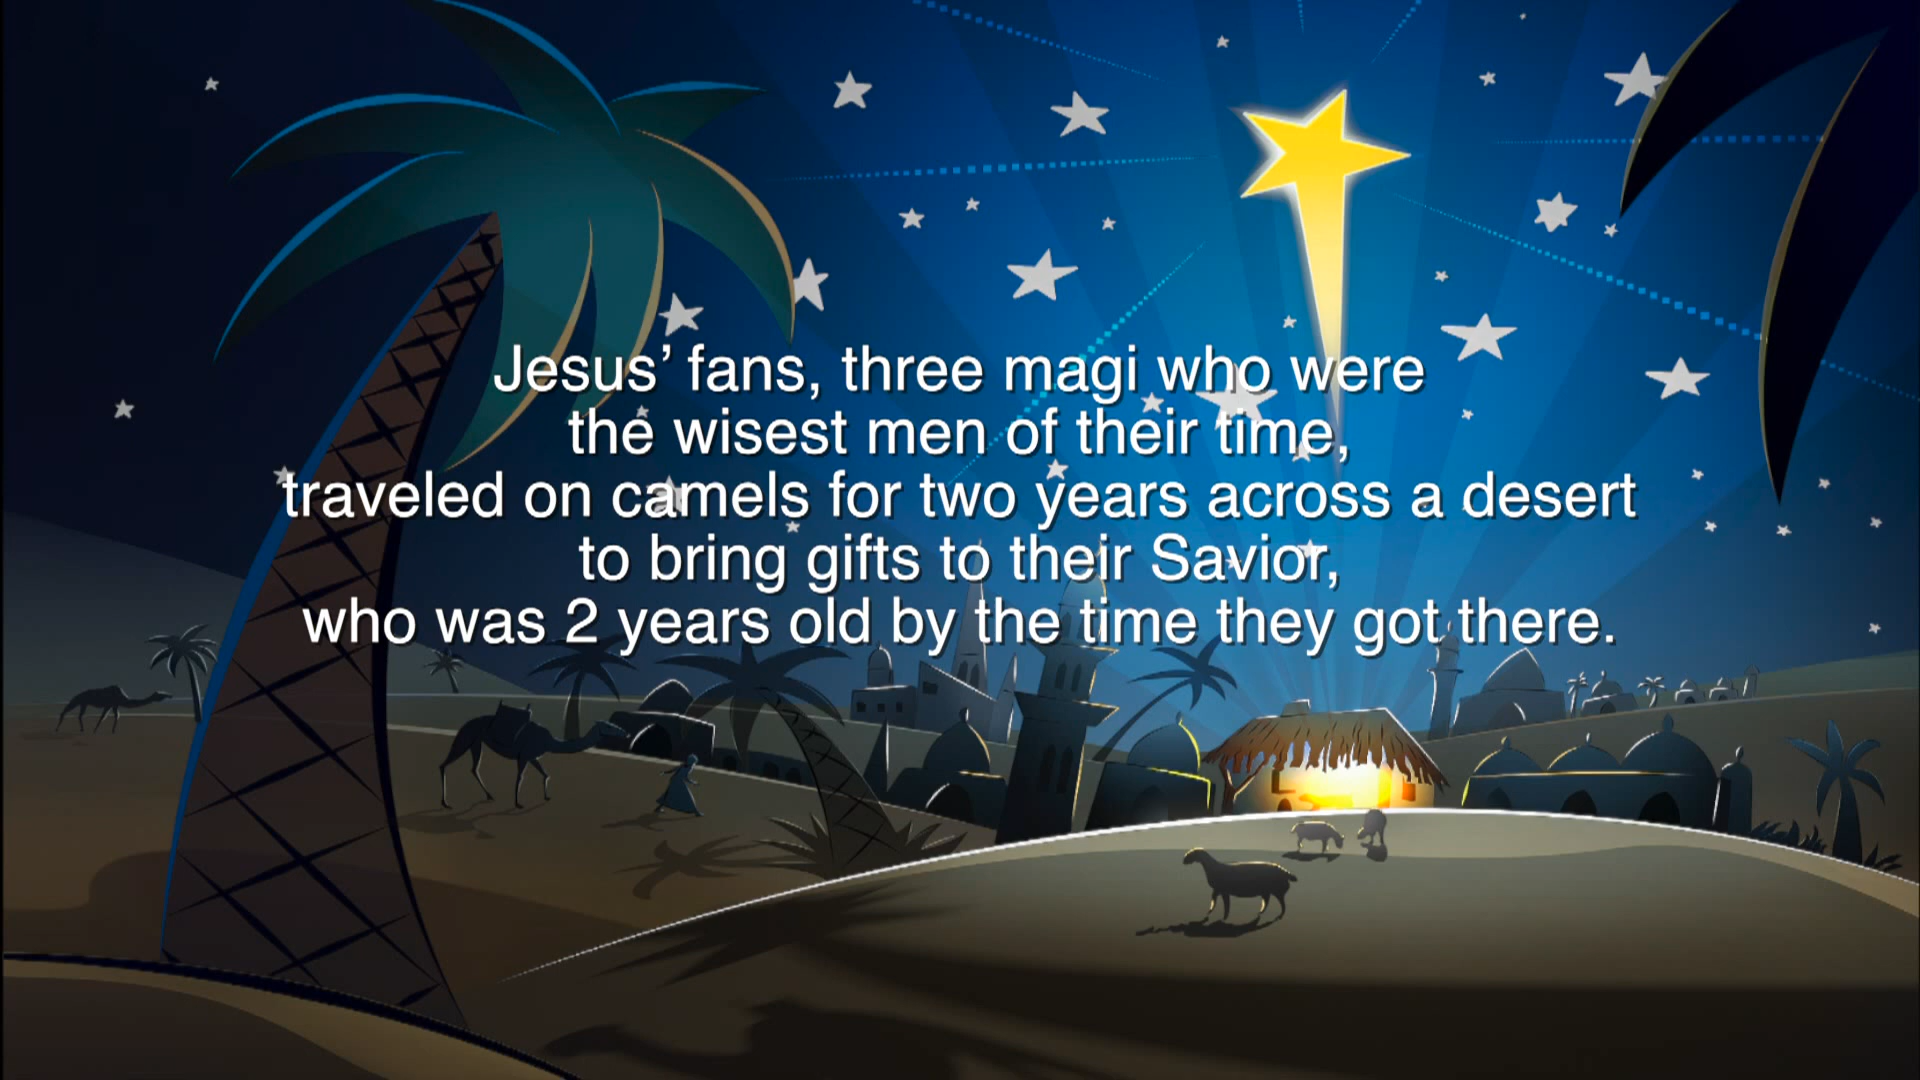 Jesus’ fans, three magi who were
the wisest men of their time,
traveled on camels for two years across a desert
to bring gifts to their Savior,
who was 2 years old by the time they got there.